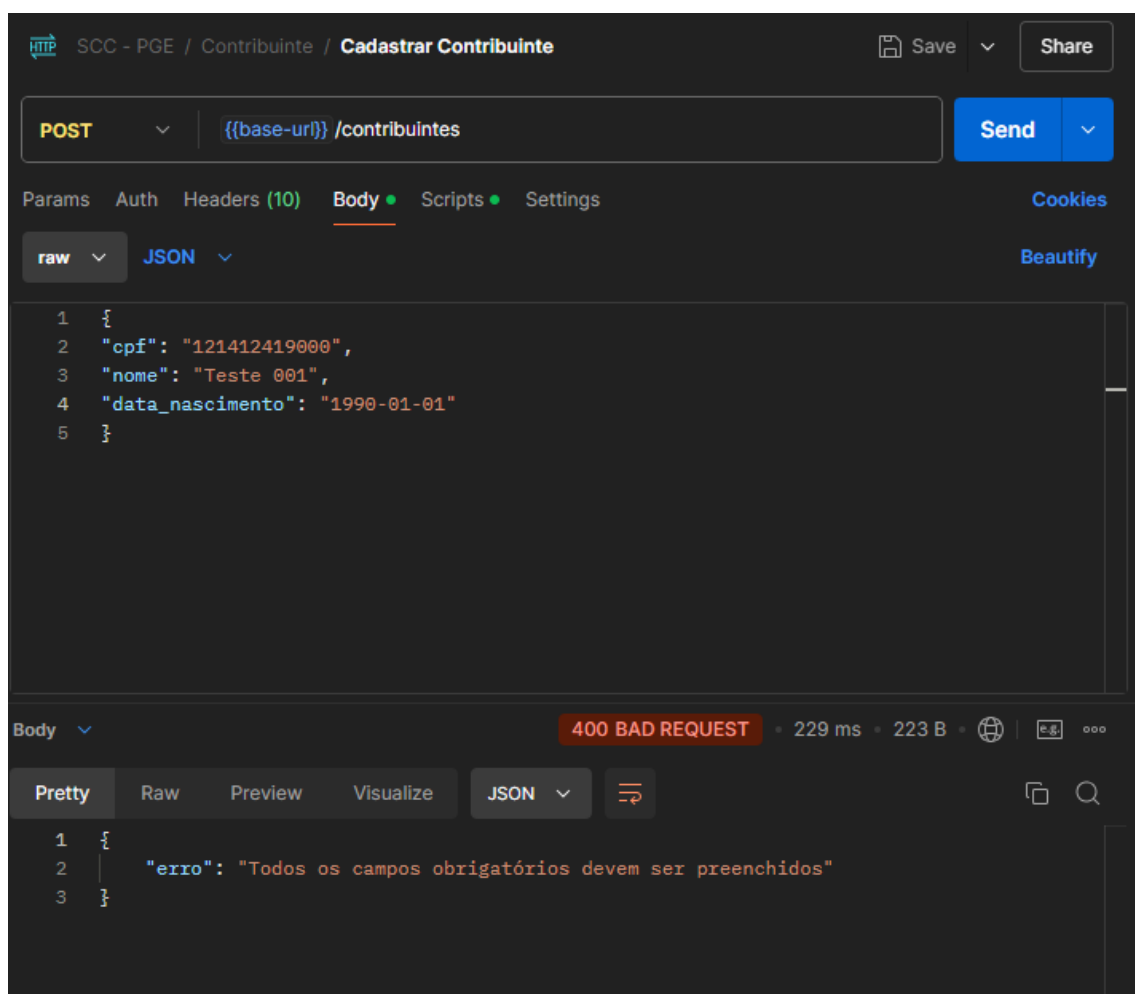 HTTP SCC - PGE / Contribuinte / Cadastrar Contribuinte Save Share
POST {{base-url}} /contribuintes Send
Params Auth Headers (10) Body Scripts Settings Cookies
raw JSON Beautify
1 {
2 "cpf": "121412419000",
3 "nome": "Teste 001",
4 "data_nascimento": "1990-01-01"
5 }
Body 400 BAD REQUEST 229 ms 223 B e.g.
Pretty Raw Preview Visualize JSON
1 {
2 "erro": "Todos os campos obrigatórios devem ser preenchidos"
3 }